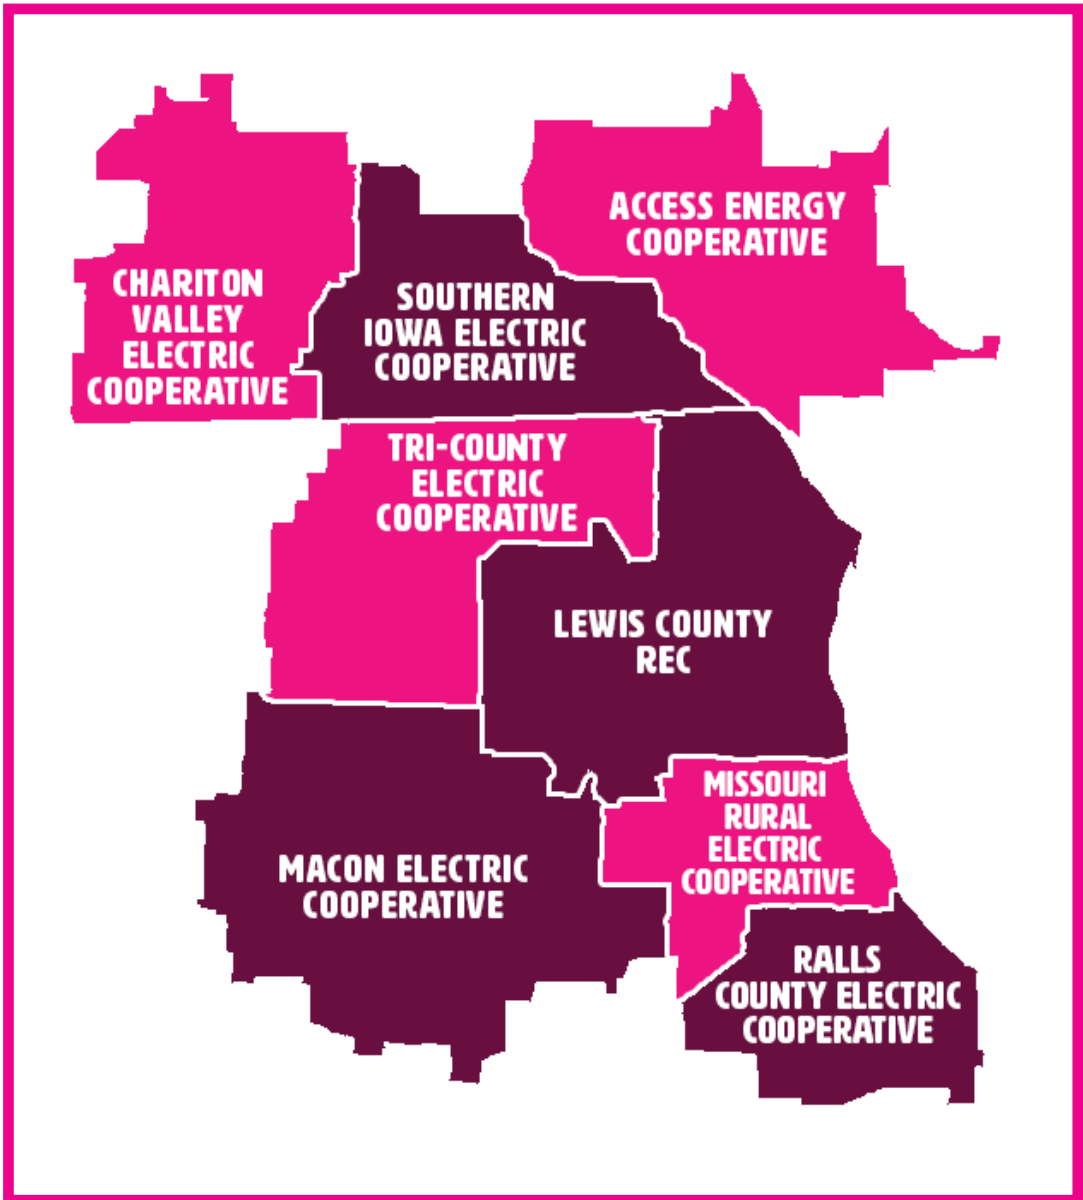 ACCESS ENERGY
COOPERATIVE
CHARITON
VALLEY
ELECTRIC
COOPERATIVE
SOUTHERN
IOWA ELECTRIC
COOPERATIVE
TRI-COUNTY
ELECTRIC
COOPERATIVE
LEWIS COUNTY
REC
MISSOURI
RURAL
ELECTRIC
COOPERATIVE
MACON ELECTRIC
COOPERATIVE
RALLS
COUNTY ELECTRIC
COOPERATIVE